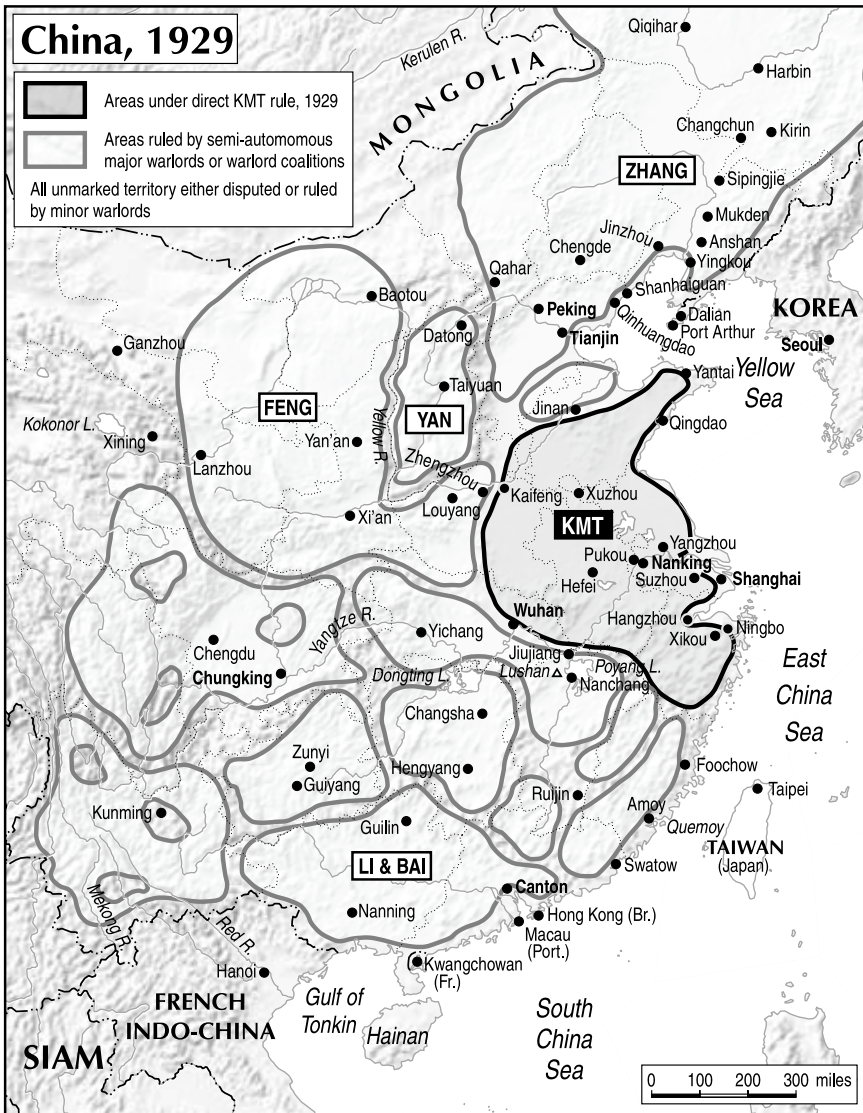 China, 1929
Areas under direct KMT rule, 1929
Areas ruled by semi-automomous
major warlords or warlord coalitions
All unmarked territory either disputed or ruled
by minor warlords
Kerulen R.
MONGOLIA
Qiqihar
Harbin
Changchun
Kirin
ZHANG
Sipingjie
Mukden
Jinzhou
Anshan
Chengde
Yingkou
Qahar
Shanhaiguan
Baotou
Peking
Qinhuangdao
Dalian
Port Arthur
KOREA
Datong
Tianjin
Seoul
Ganzhou
Yantai
Yellow
Sea
Taiyuan
FENG
Jinan
Kokonor L.
YAN
Qingdao
Xining
Yan'an
Yellow R.
Lanzhou
Zhengzhou
Kaifeng
Xuzhou
Louyang
Xi'an
KMT
Yangzhou
Pukou
Nanking
Hefei
Suzhou
Shanghai
Yangtze R.
Wuhan
Hangzhou
Ningbo
Chengdu
Yichang
Xikou
Jiujiang
Chungking
Dongting L.
Lushan
Poyang L.
Nanchang
East
China
Sea
Changsha
Zunyi
Hengyang
Foochow
Guiyang
Ruijin
Taipei
Kunming
Amoy
Guilin
Quemoy
TAIWAN
(Japan)
LI & BAI
Swatow
Canton
Mekong R.
Red R.
Nanning
Hong Kong (Br.)
Macau
(Port.)
Hanoi
Kwangchowan
(Fr.)
FRENCH
INDO-CHINA
Gulf of
Tonkin
Hainan
South
China
Sea
SIAM
0 100 200 300 miles